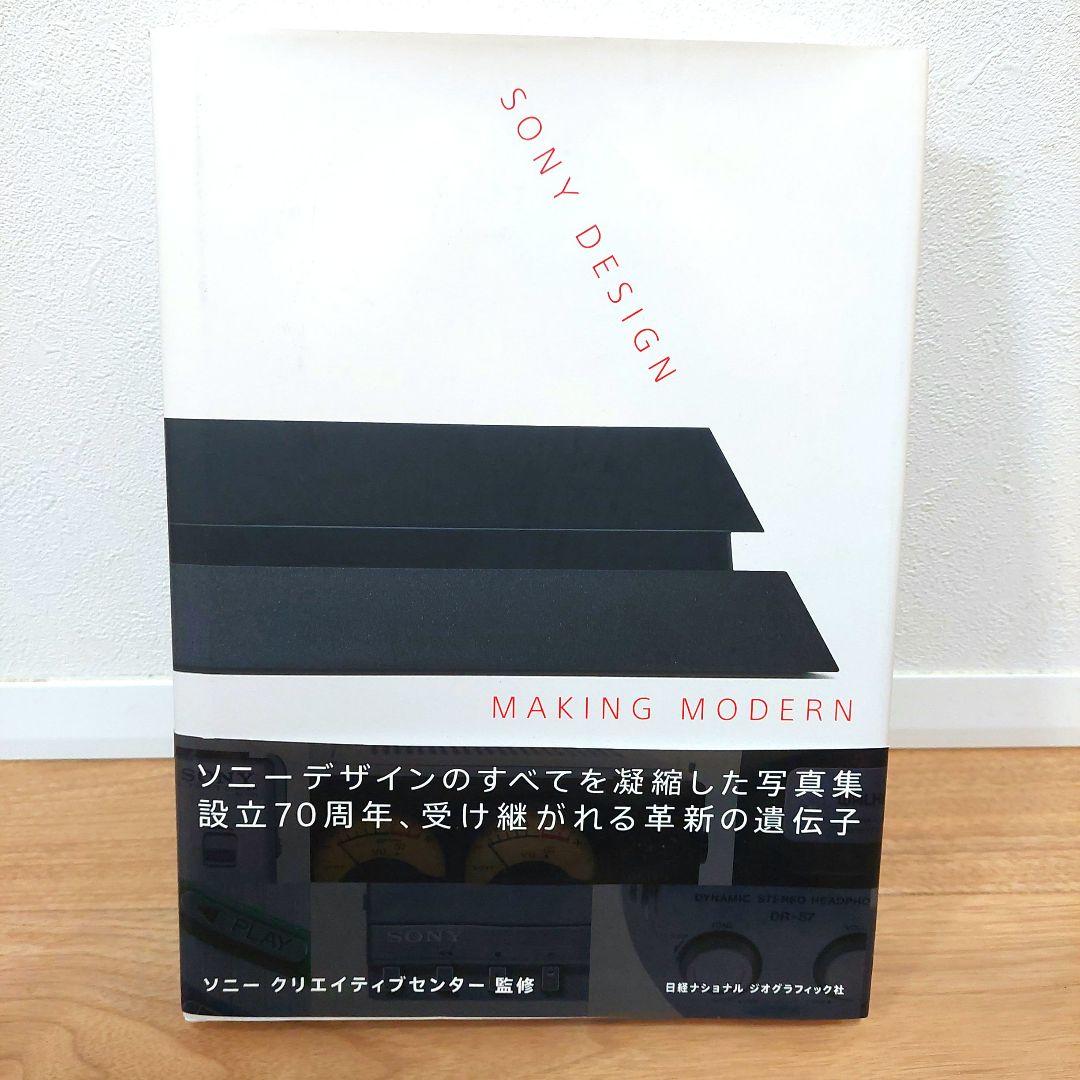 SONY DESIGN
MAKING MODERN
ソニーデザインのすべてを凝縮した写真集
設立70周年、受け継がれる革新の遺伝子
SONY
VU
VU
DYNAMIC STEREO HEADPHO
DR-S7
PLAY
SONY
ソニー クリエイティブセンター 監修
日経ナショナル ジオグラフィック社